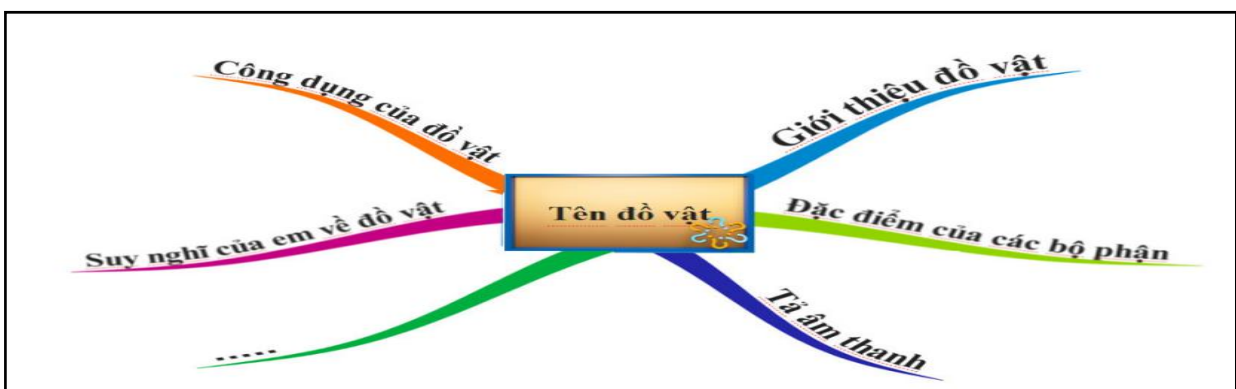 Công dụng của đồ vật
Giới thiệu đồ vật
Tên đồ vật
Suy nghĩ của em về đồ vật
Đặc điểm của các bộ phận
.....
Tả âm thanh